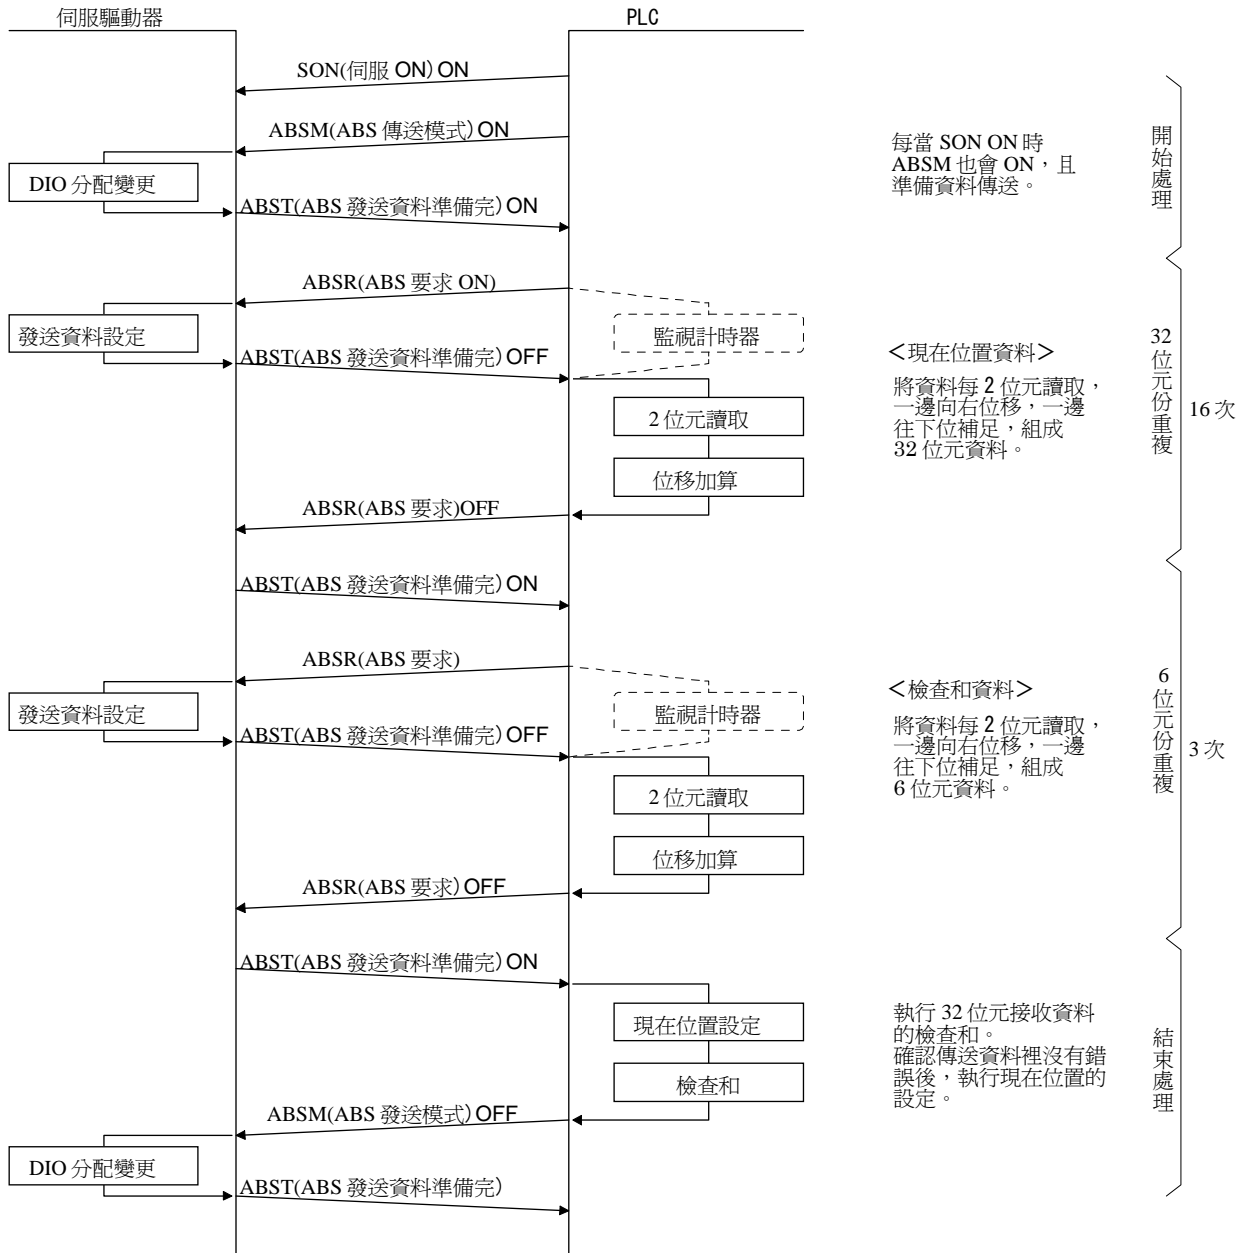 伺服驅動器
PLC
SON(伺服 ON) ON
ABSM(ABS 傳送模式) ON
DIO 分配變更
ABST(ABS 發送資料準備完) ON
每當 SON ON 時
ABSM 也會 ON，且
準備資料傳送。
開始處理
ABSR(ABS 要求 ON)
發送資料設定
監視計時器
ABST(ABS 發送資料準備完) OFF
2 位元讀取
位移加算
ABSR(ABS 要求)OFF
＜現在位置資料＞
將資料每 2 位元讀取，
一邊向右位移，一邊
往下位補足，組成
32 位元資料。
32位元份重複
16 次
ABST(ABS 發送資料準備完) ON
ABSR(ABS 要求)
發送資料設定
監視計時器
ABST(ABS 發送資料準備完) OFF
2 位元讀取
位移加算
ABSR(ABS 要求) OFF
＜檢查和資料＞
將資料每 2 位元讀取，
一邊向右位移，一邊
往下位補足，組成
6 位元資料。
6位元份重複
3 次
ABST(ABS 發送資料準備完) ON
現在位置設定
檢查和
ABSM(ABS 發送模式) OFF
DIO 分配變更
ABST(ABS 發送資料準備完)
執行 32 位元接收資料
的檢查和。
確認傳送資料裡沒有錯
誤後，執行現在位置的
設定。
結束處理